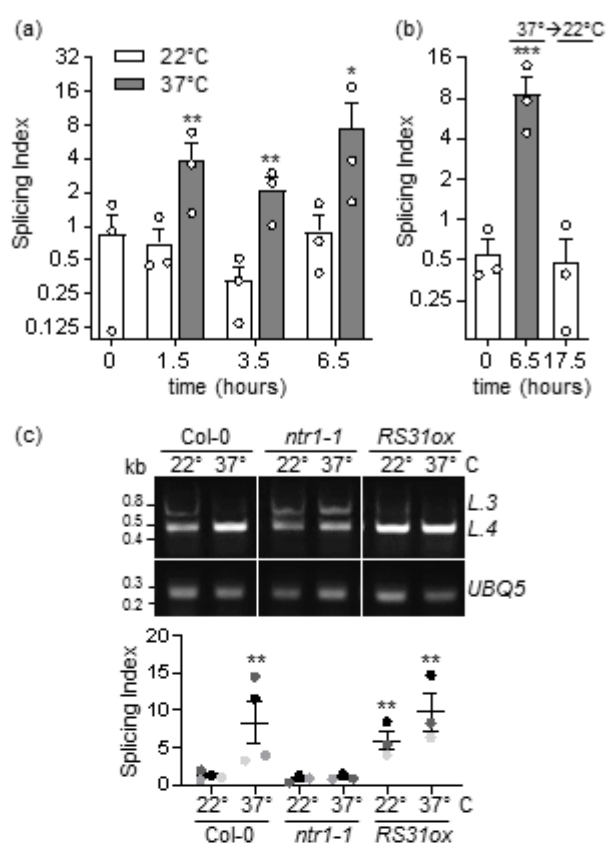 (a)
32
16
8
4
2
1
0.5
0.25
0.125
Splicing Index
22°C
37°C
**
**
*
0 1.5 3.5 6.5
time (hours)
(b) 37°→22°C
***
16
8
4
2
1
0.5
0.25
Splicing Index
0 6.5 17.5
time (hours)
(c)
Col-0 ntr1-1 RS31ox
kb 22° 37° 22° 37° 22° 37° C
0.8
0.5
0.4
L.3
L.4
0.3
0.2
UBQ5
20
15
10
5
0
Splicing Index
**
**
**
22° 37° 22° 37° 22° 37° C
Col-0 ntr1-1 RS31ox